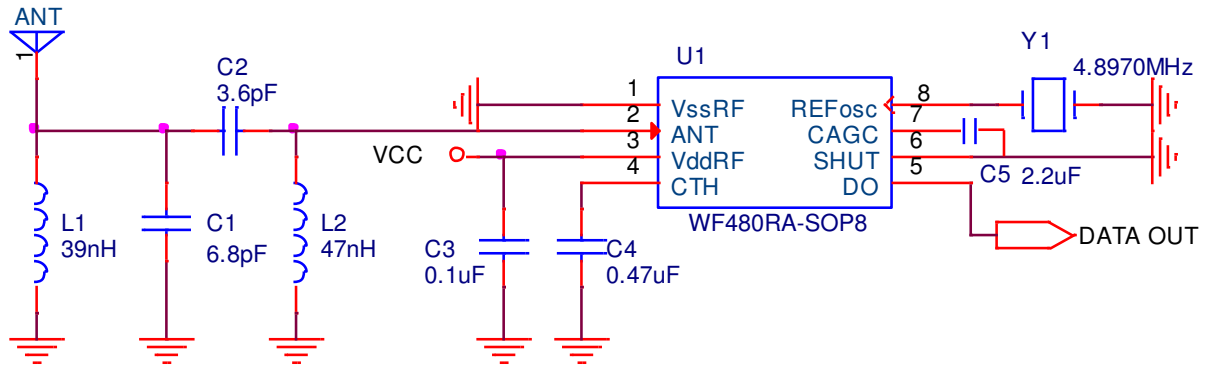 ANT
1
C2
3.6pF
L1
39nH
C1
6.8pF
L2
47nH
VCC
C3
0.1uF
C4
0.47uF
U1
1
2
3
4
VssRF
ANT
VddRF
CTH
REFosc
CAGC
SHUT
DO
8
7
6
5
WF480RA-SOP8
Y1
4.8970MHz
C5
2.2uF
DATA OUT